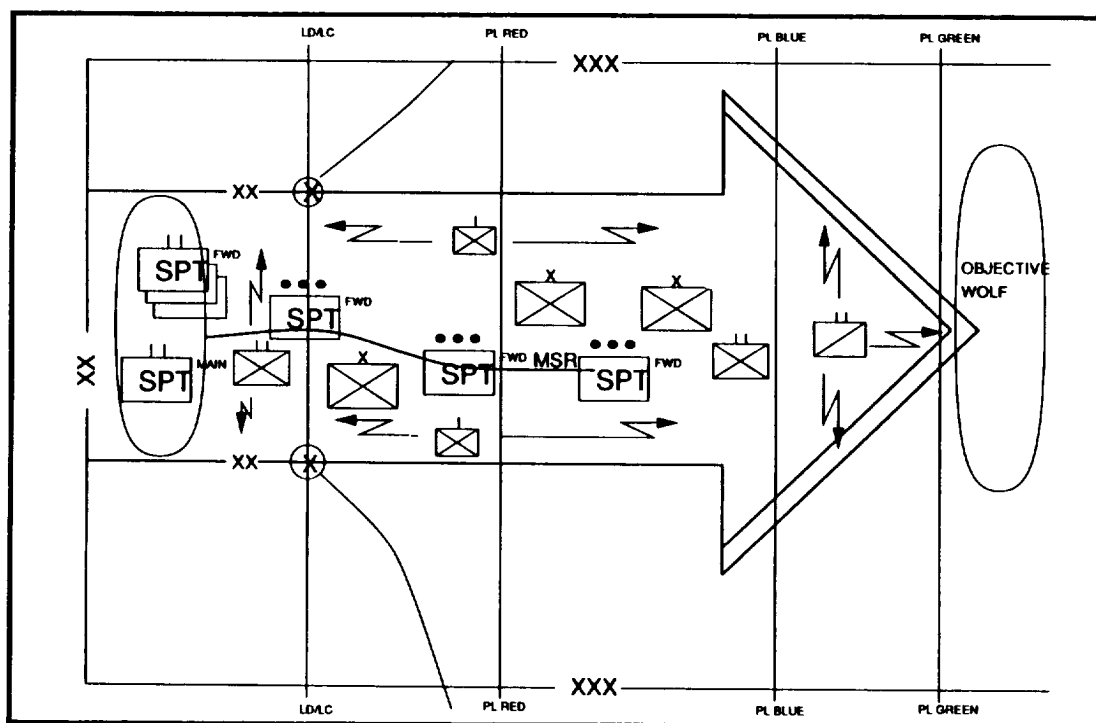 LD/LC
PL RED
PL BLUE
PL GREEN
XXX
XX
X
SPT
FWD
SPT
FWD
X
X
OBJECTIVE
WOLF
XX
SPT
MAIN
X
SPT
FWD
MSR
SPT
FWD
XX
X
XXX
LD/LC
PL RED
PL BLUE
PL GREEN